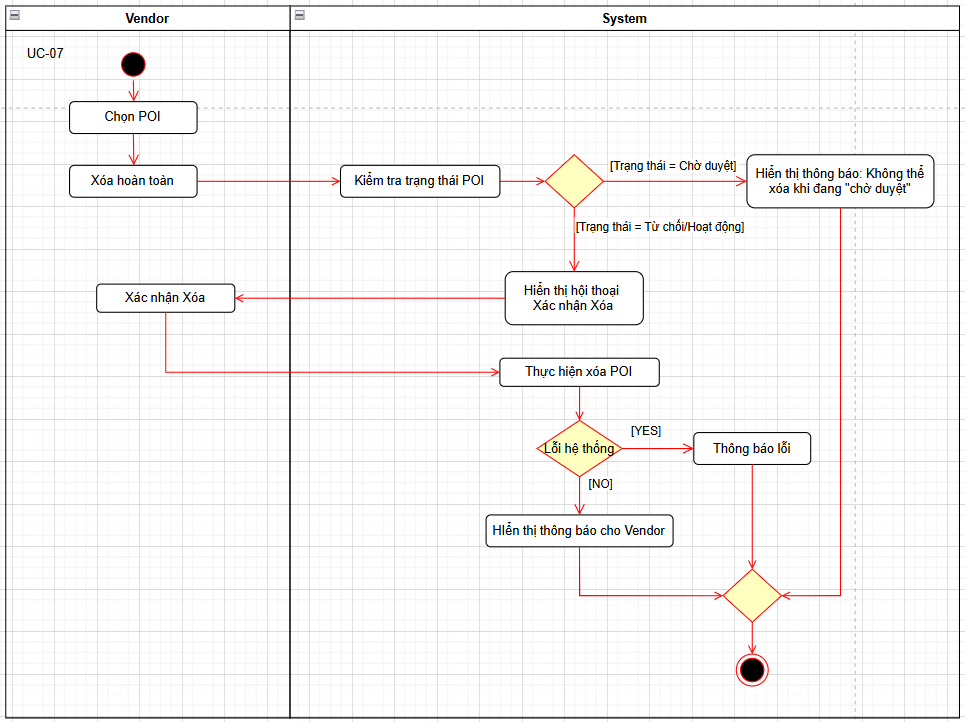 Vendor
System
UC-07
Chọn POI
Xóa hoàn toàn
Kiểm tra trạng thái POI
[Trạng thái = Chờ duyệt]
Hiển thị thông báo: Không thể
xóa khi đang "chờ duyệt"
[Trạng thái = Từ chối/Hoạt động]
Hiển thị hội thoại
Xác nhận Xóa
Xác nhận Xóa
Thực hiện xóa POI
Lỗi hệ thống
[YES]
Thông báo lỗi
[NO]
HIển thị thông báo cho Vendor